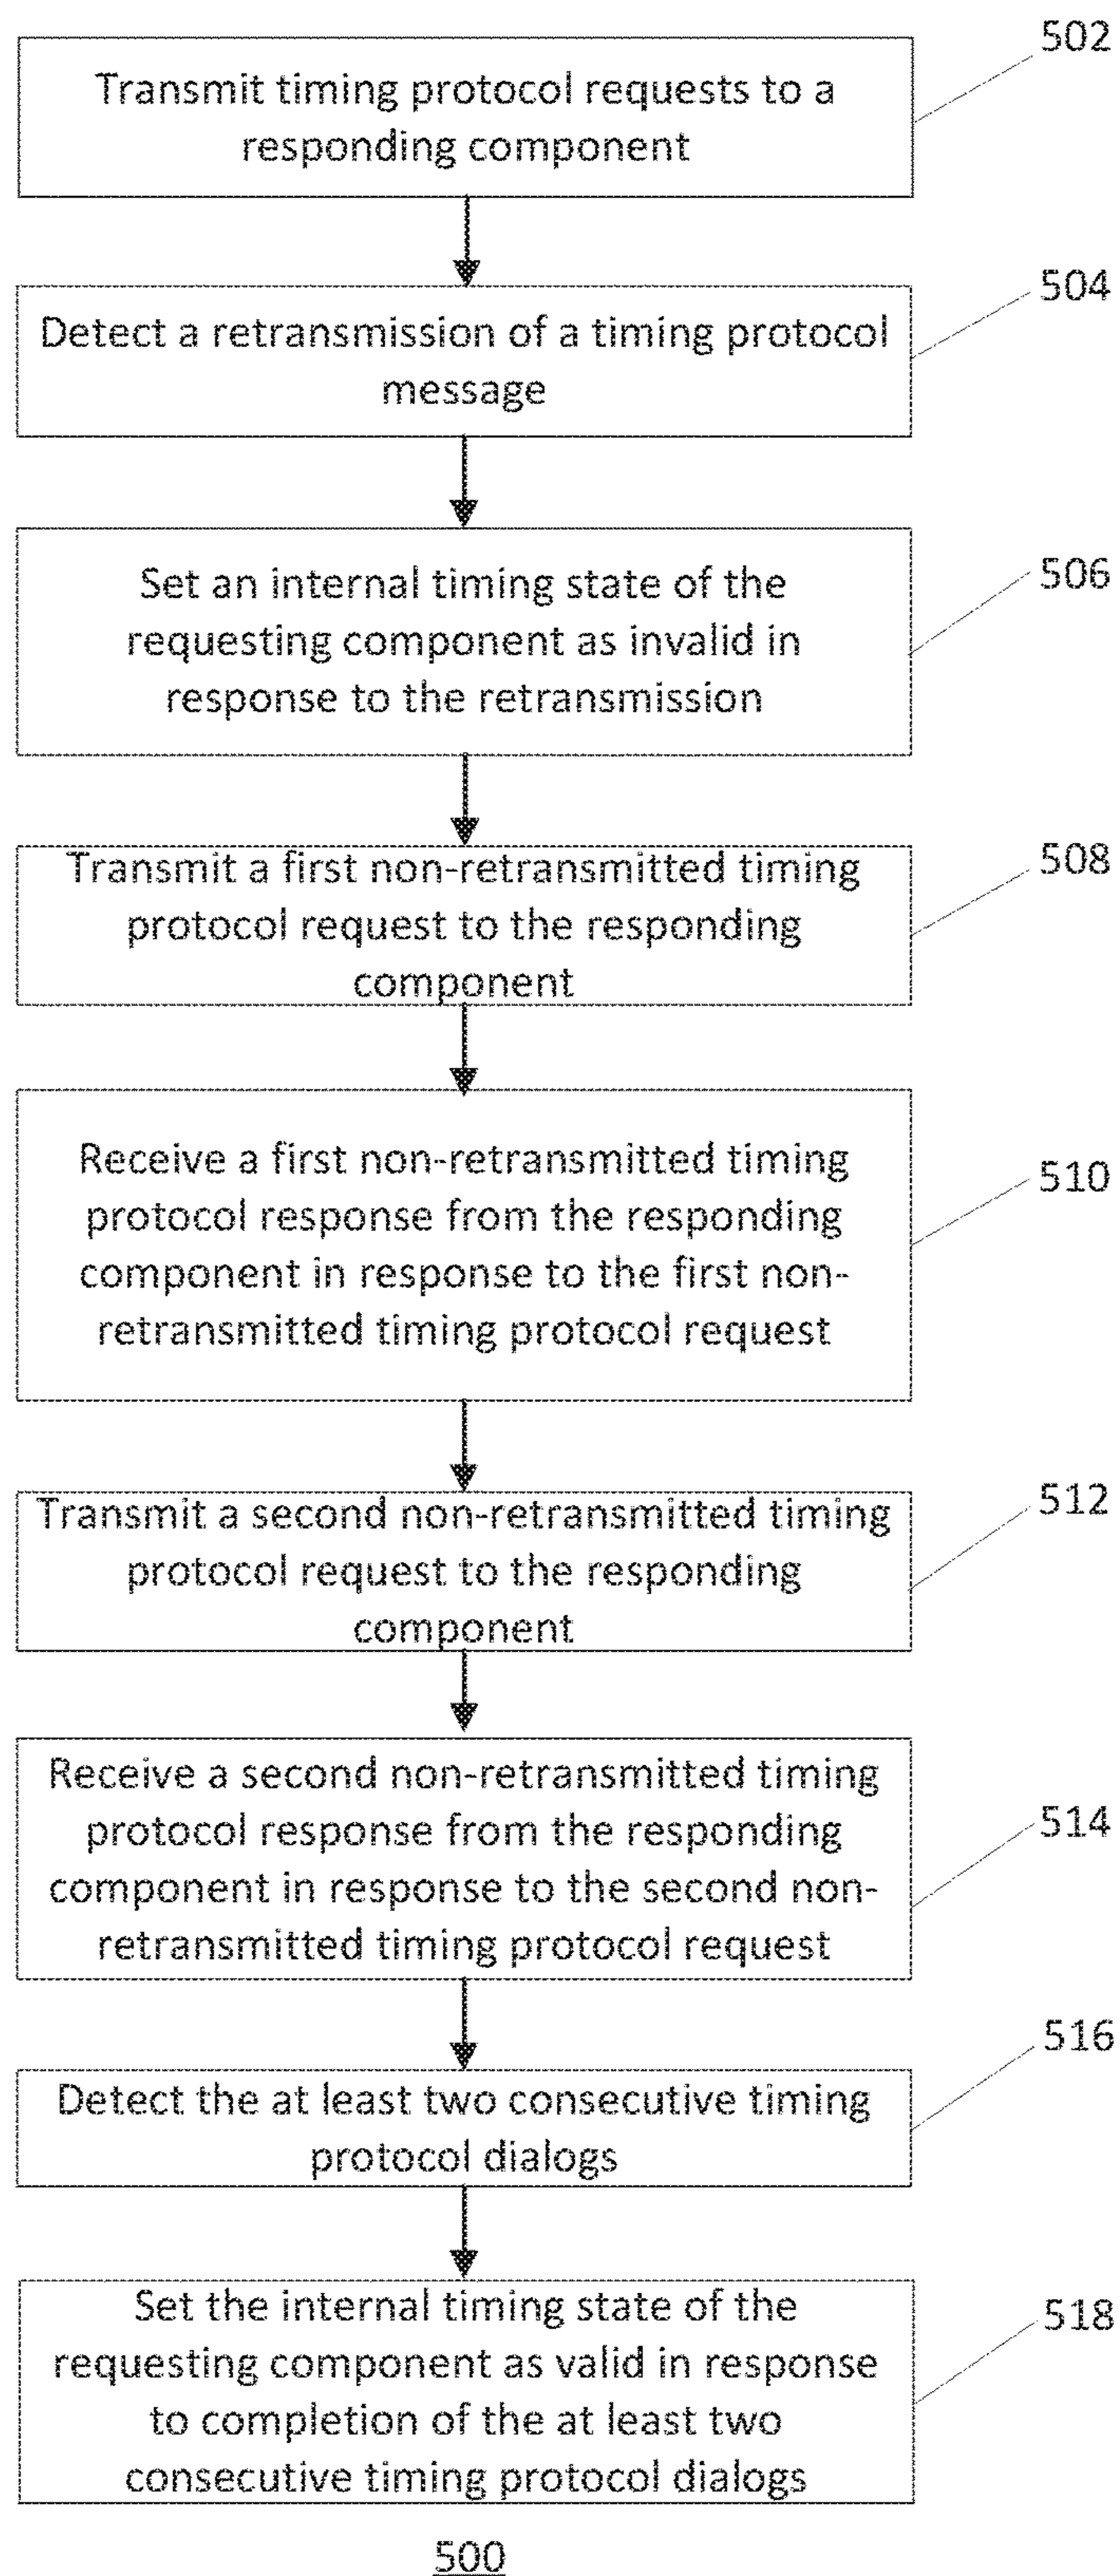 502
Transmit timing protocol requests to a
responding component
504
Detect a retransmission of a timing protocol
message
506
Set an internal timing state of the
requesting component as invalid in
response to the retransmission
508
Transmit a first non-retransmitted timing
protocol request to the responding
component
510
Receive a first non-retransmitted timing
protocol response from the responding
component in response to the first non-
retransmitted timing protocol request
512
Transmit a second non-retransmitted timing
protocol request to the responding
component
514
Receive a second non-retransmitted timing
protocol response from the responding
component in response to the second non-
retransmitted timing protocol request
516
Detect the at least two consecutive timing
protocol dialogs
518
Set the internal timing state of the
requesting component as valid in response
to completion of the at least two
consecutive timing protocol dialogs
500